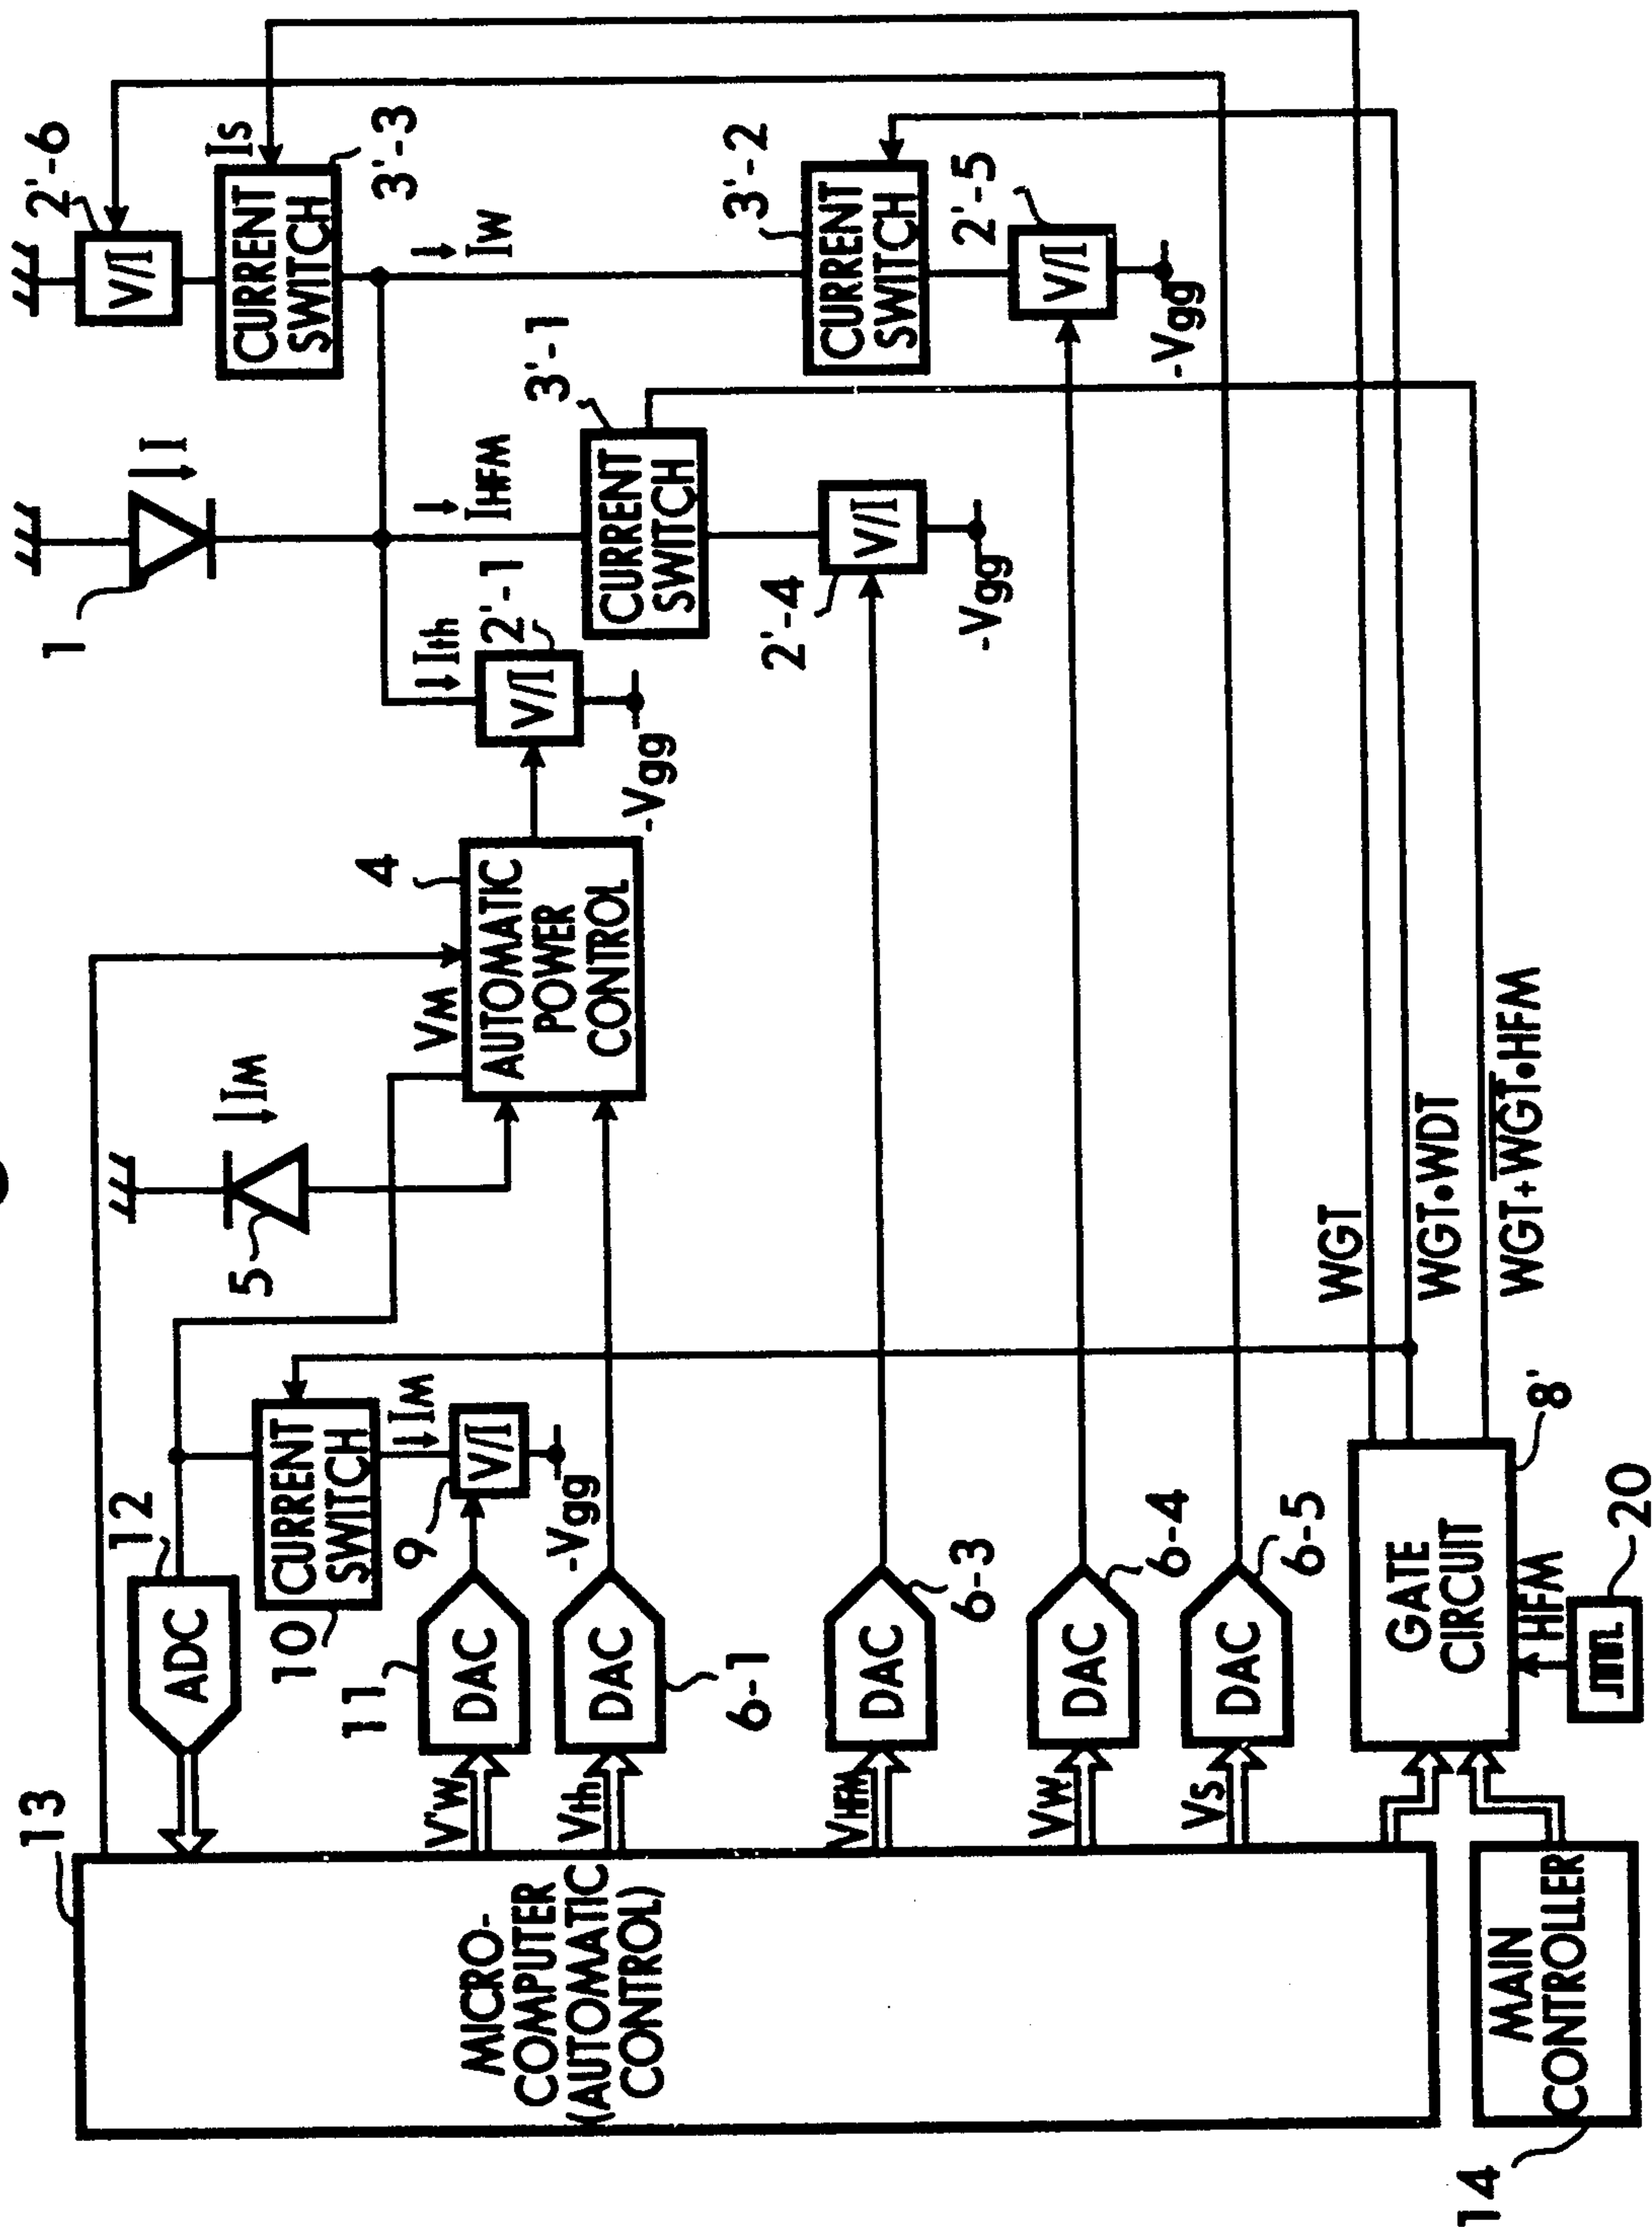 13
MICRO-
COMPUTER
(AUTOMATIC
CONTROL)
14
MAIN
CONTROLLER
12
ADC
10
CURRENT
SWITCH
IM
9
V/I
-Vgg
11
DAC
V'W
DAC
Vth
6-1
DAC
VHFM
6-3
DAC
VW
6-4
DAC
VS
6-5
GATE
CIRCUIT
8'
HFM
20
WGT
WGT•WDT
WGT+W̅G̅T̅•HFM
5
IM
VM
4
AUTOMATIC
POWER
CONTROL
1
I
Ith
2'-1
V/I
-Vgg
IHFM
3'-1
CURRENT
SWITCH
2'-4
V/I
-Vgg
2'-6
V/I
IS
CURRENT
SWITCH
3'-3
IW
3'-2
CURRENT
SWITCH
2'-5
V/I
-Vgg